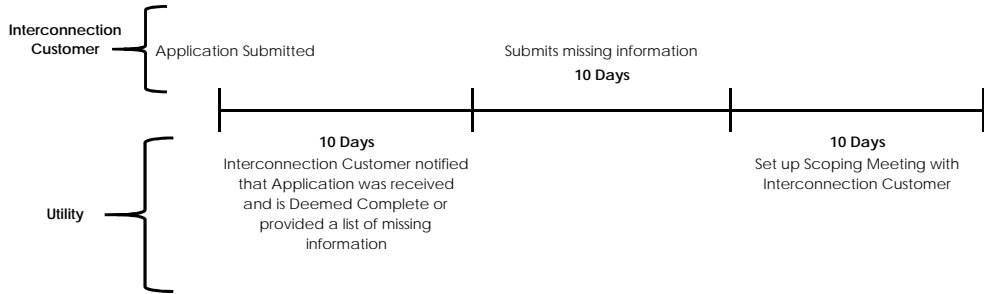 Interconnection
Customer
Application Submitted
Submits missing information
10 Days
10 Days
Interconnection Customer notified
that Application was received
and is Deemed Complete or
provided a list of missing
information
10 Days
Set up Scoping Meeting with
Interconnection Customer
Utility